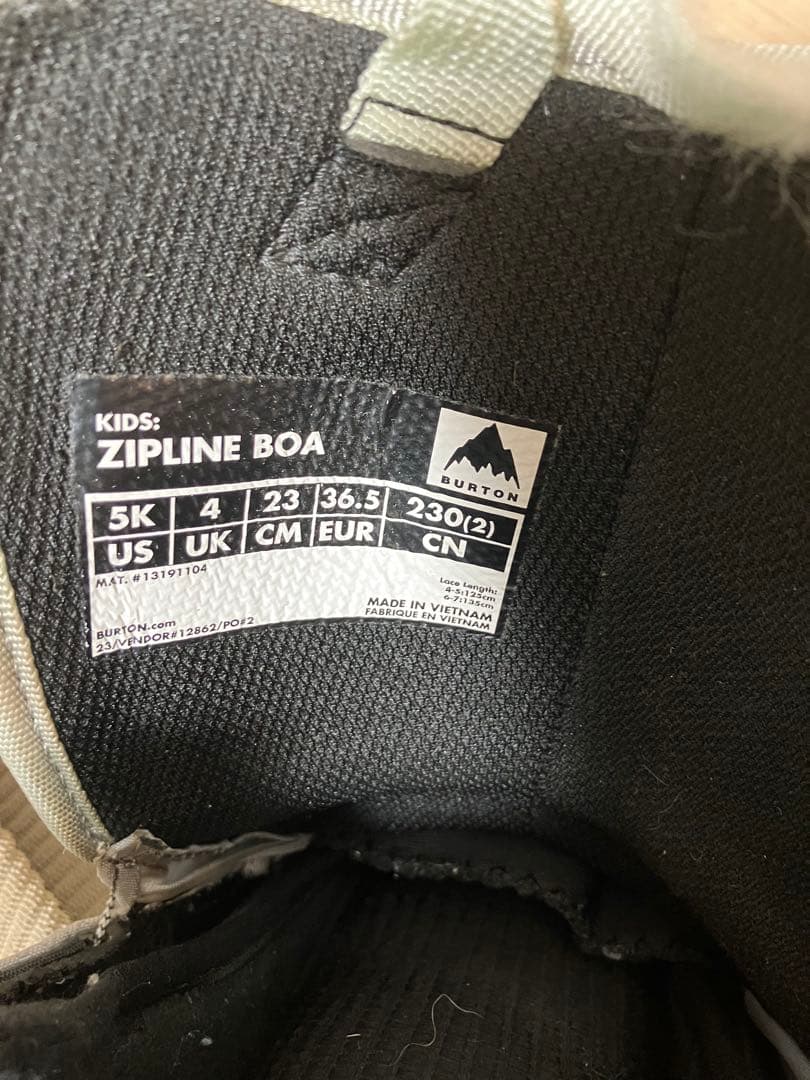 KIDS:
ZIPLINE BOA
BURTON
5K 4 23 36.5 230(2)
US UK CM EUR CN
MAT. #13191104
Lace Length:
4-5:125cm
6-7:135cm
MADE IN VIETNAM
FABRIQUE EN VIETNAM
BURTON.com
23/VENDOR#12862/PO#2